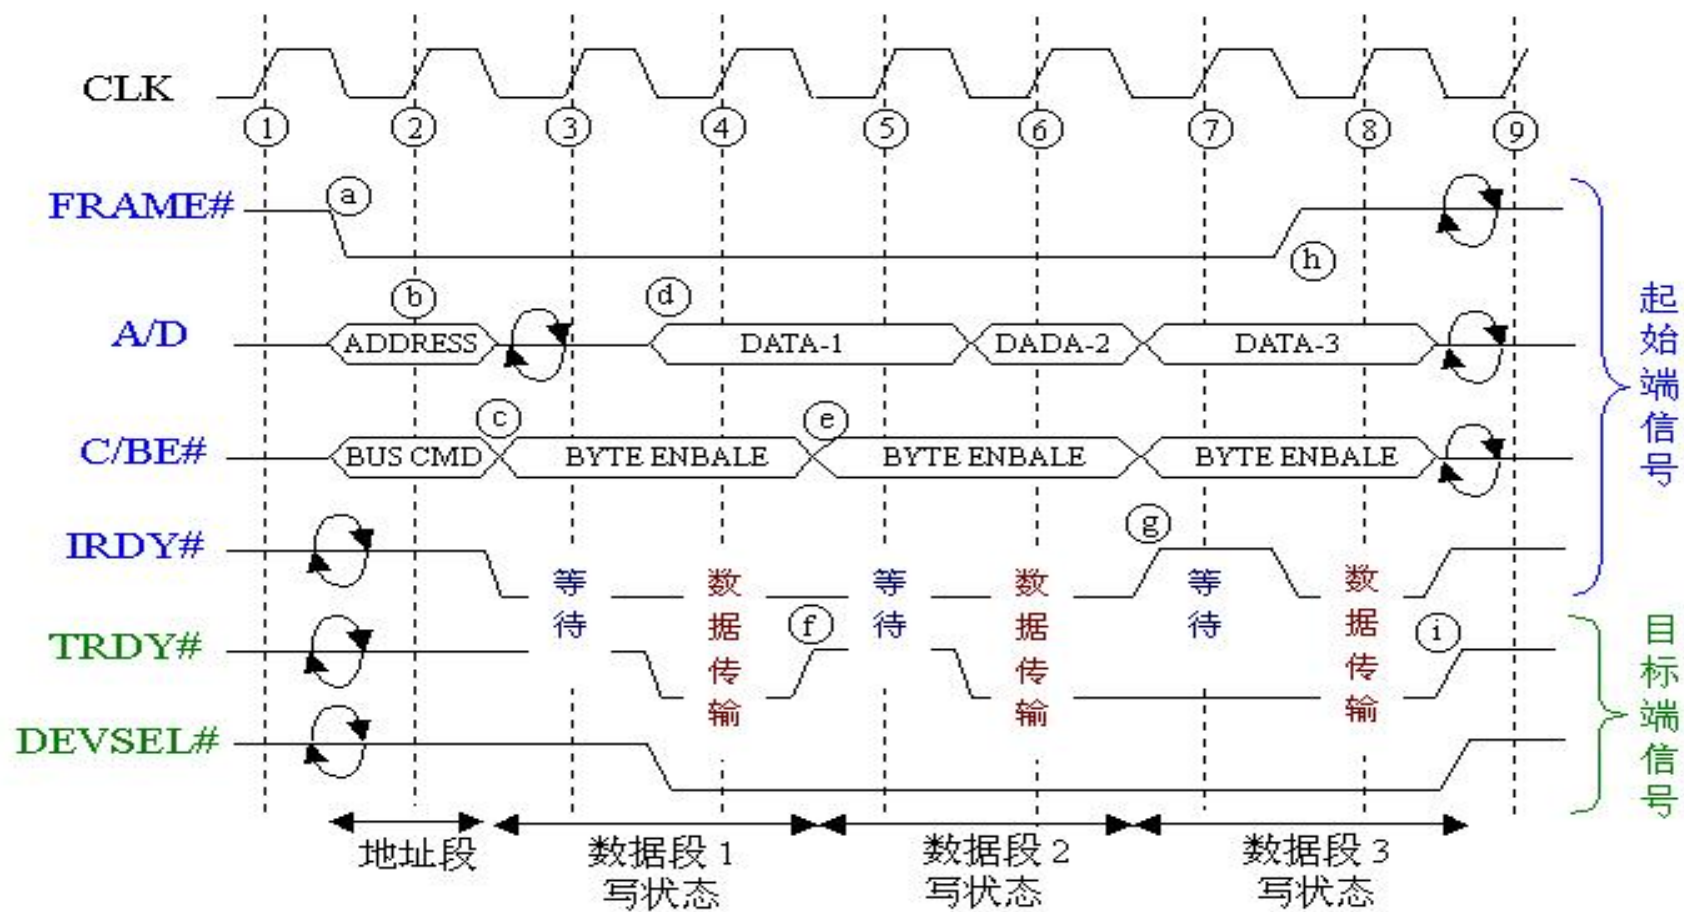 CLK
① ② ③ ④ ⑤ ⑥ ⑦ ⑧ ⑨
FRAME#
ⓐ
ⓗ
A/D
ⓑ
ⓓ
ADDRESS
DATA-1
DADA-2
DATA-3
C/BE#
ⓒ
ⓔ
BUS CMD
BYTE ENBALE
BYTE ENBALE
BYTE ENBALE
IRDY#
ⓖ
等待
数据传输
等待
数据传输
等待
数据传输
TRDY#
ⓕ
ⓘ
DEVSEL#
起始端信号
目标端信号
地址段
数据段 1
写状态
数据段 2
写状态
数据段 3
写状态